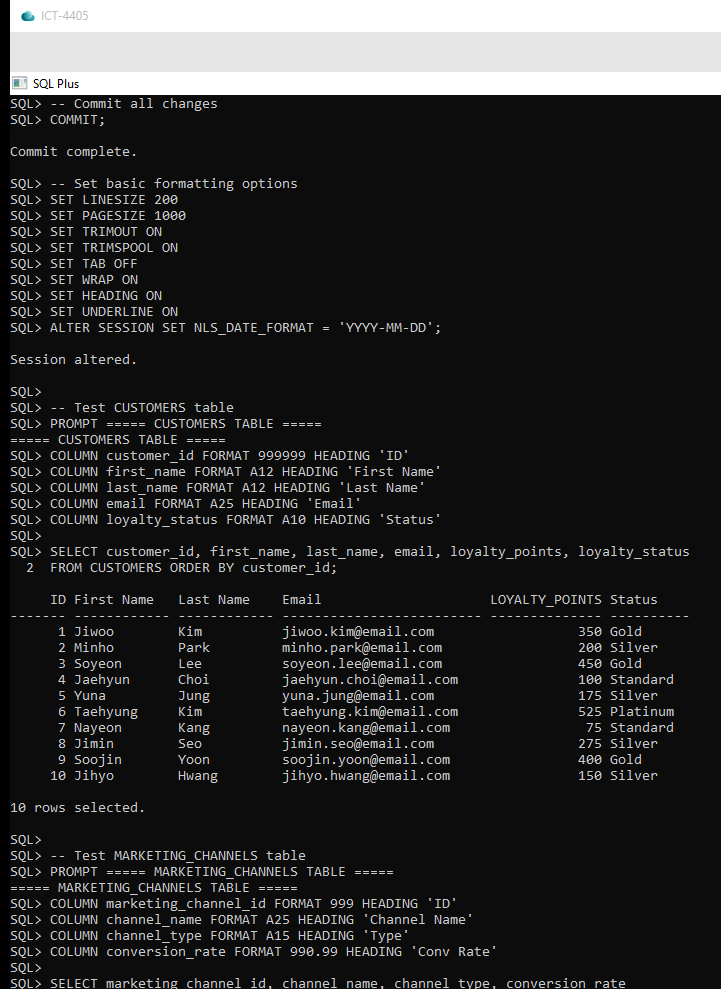 ICT-4405
SQL Plus
SQL> -- Commit all changes
SQL> COMMIT;
Commit complete.
SQL> -- Set basic formatting options
SQL> SET LINESIZE 200
SQL> SET PAGESIZE 1000
SQL> SET TRIMOUT ON
SQL> SET TRIMSPOOL ON
SQL> SET TAB OFF
SQL> SET WRAP ON
SQL> SET HEADING ON
SQL> SET UNDERLINE ON
SQL> ALTER SESSION SET NLS_DATE_FORMAT = 'YYYY-MM-DD';
Session altered.
SQL>
SQL> -- Test CUSTOMERS table
SQL> PROMPT ===== CUSTOMERS TABLE =====
===== CUSTOMERS TABLE =====
SQL> COLUMN customer_id FORMAT 999999 HEADING 'ID'
SQL> COLUMN first_name FORMAT A12 HEADING 'First Name'
SQL> COLUMN last_name FORMAT A12 HEADING 'Last Name'
SQL> COLUMN email FORMAT A25 HEADING 'Email'
SQL> COLUMN loyalty_status FORMAT A10 HEADING 'Status'
SQL>
SQL> SELECT customer_id, first_name, last_name, email, loyalty_points, loyalty_status
  2  FROM CUSTOMERS ORDER BY customer_id;
     ID First Name   Last Name    Email                     LOYALTY_POINTS Status
------- ------------ ------------ ------------------------- -------------- ----------
      1 Jiwoo        Kim          jiwoo.kim@email.com                  350 Gold
      2 Minho        Park         minho.park@email.com                 200 Silver
      3 Soyeon       Lee          soyeon.lee@email.com                 450 Gold
      4 Jaehyun      Choi         jaehyun.choi@email.com               100 Standard
      5 Yuna         Jung         yuna.jung@email.com                  175 Silver
      6 Taehyung     Kim          taehyung.kim@email.com               525 Platinum
      7 Nayeon       Kang         nayeon.kang@email.com                 75 Standard
      8 Jimin        Seo          jimin.seo@email.com                  275 Silver
      9 Soojin       Yoon         soojin.yoon@email.com                400 Gold
     10 Jihyo        Hwang        jihyo.hwang@email.com                150 Silver
10 rows selected.
SQL>
SQL> -- Test MARKETING_CHANNELS table
SQL> PROMPT ===== MARKETING_CHANNELS TABLE =====
===== MARKETING_CHANNELS TABLE =====
SQL> COLUMN marketing_channel_id FORMAT 999 HEADING 'ID'
SQL> COLUMN channel_name FORMAT A25 HEADING 'Channel Name'
SQL> COLUMN channel_type FORMAT A15 HEADING 'Type'
SQL> COLUMN conversion_rate FORMAT 990.99 HEADING 'Conv Rate'
SQL>
SQL> SELECT marketing_channel_id, channel_name, channel_type, conversion_rate